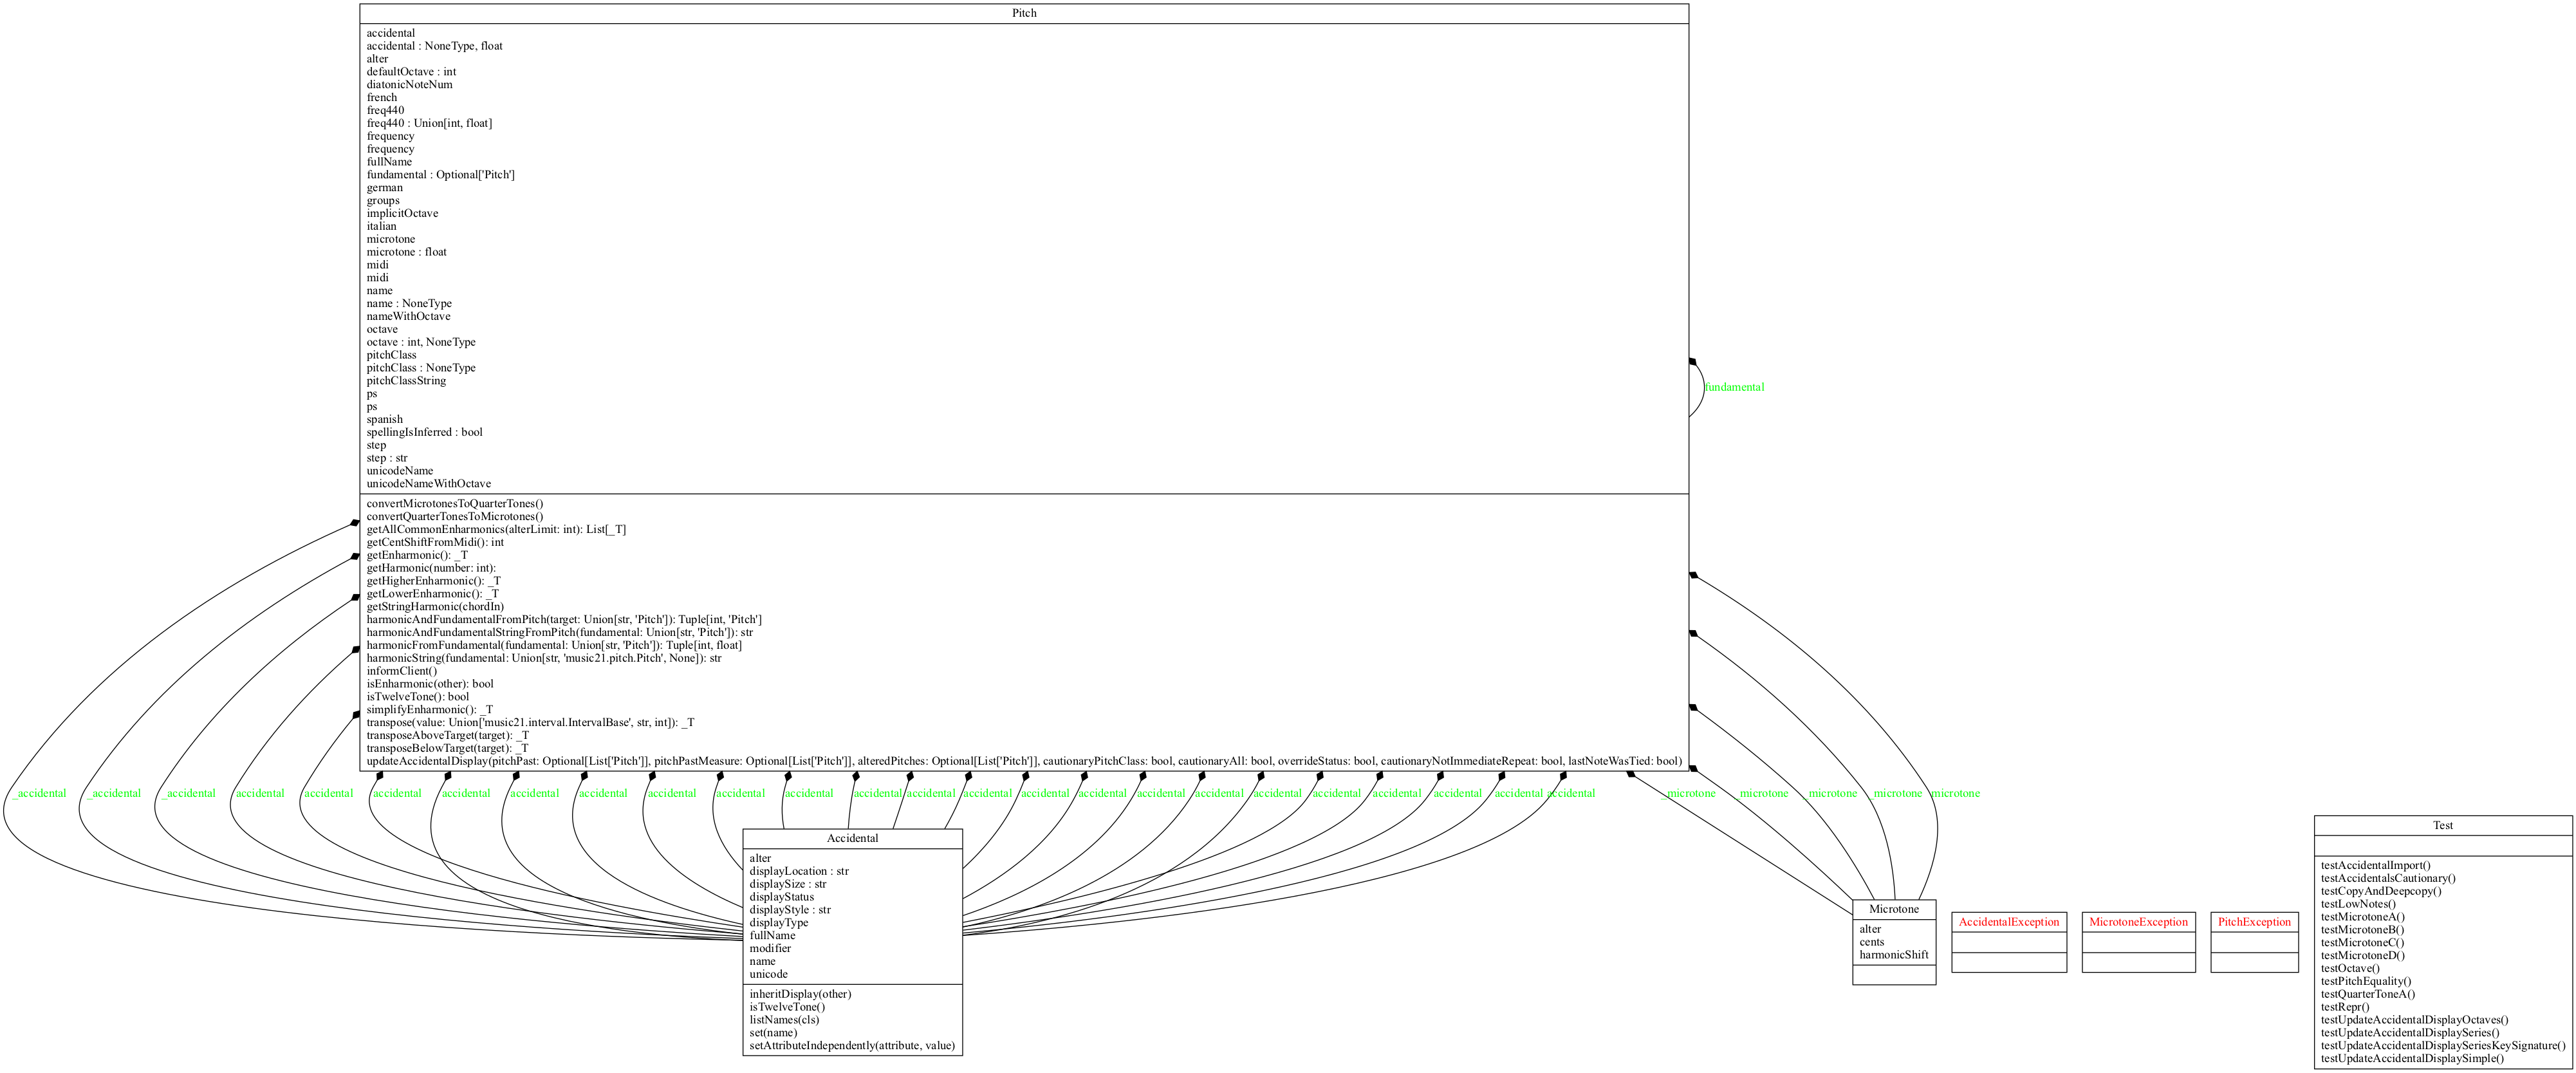 Pitch
accidental
accidental : NoneType, float
alter
defaultOctave : int
diatonicNoteNum
french
freq440
freq440 : Union[int, float]
frequency
frequency
fullName
fundamental : Optional['Pitch']
german
groups
implicitOctave
italian
microtone
microtone : float
midi
midi
name
name : NoneType
nameWithOctave
octave
octave : int, NoneType
pitchClass
pitchClass : NoneType
pitchClassString
ps
ps
spanish
spellingIsInferred : bool
step
step : str
unicodeName
unicodeNameWithOctave
fundamental
convertMicrotonesToQuarterTones()
convertQuarterTonesToMicrotones()
getAllCommonEnharmonics(alterLimit: int): List[_T]
getCentShiftFromMidi(): int
getEnharmonic(): _T
getHarmonic(number: int):
getHigherEnharmonic(): _T
getLowerEnharmonic(): _T
getStringHarmonic(chordIn)
harmonicAndFundamentalFromPitch(target: Union[str, 'Pitch']): Tuple[int, 'Pitch']
harmonicAndFundamentalStringFromPitch(fundamental: Union[str, 'Pitch']): str
harmonicFromFundamental(fundamental: Union[str, 'Pitch']): Tuple[int, float]
harmonicString(fundamental: Union[str, 'music21.pitch.Pitch', None]): str
informClient()
isEnharmonic(other): bool
isTwelveTone(): bool
simplifyEnharmonic(): _T
transpose(value: Union['music21.interval.IntervalBase', str, int]): _T
transposeAboveTarget(target): _T
transposeBelowTarget(target): _T
updateAccidentalDisplay(pitchPast: Optional[List['Pitch']], pitchPastMeasure: Optional[List['Pitch']], alteredPitches: Optional[List['Pitch']], cautionaryPitchClass: bool, cautionaryAll: bool, overrideStatus: bool, cautionaryNotImmediateRepeat: bool, lastNoteWasTied: bool)
_accidental _accidental _accidental accidental accidental accidental accidental accidental accidental accidental accidental accidental accidental accidental accidental accidental accidental accidental accidental accidental accidental accidental accidental accidental accidental _microtone microtone _microtone _microtone microtone
Accidental
alter
displayLocation : str
displaySize : str
displayStatus
displayStyle : str
displayType
fullName
modifier
name
unicode
inheritDisplay(other)
isTwelveTone()
listNames(cls)
set(name)
setAttributeIndependently(attribute, value)
Microtone
alter
cents
harmonicShift
AccidentalException
MicrotoneException
PitchException
Test
testAccidentalImport()
testAccidentalsCautionary()
testCopyAndDeepcopy()
testLowNotes()
testMicrotoneA()
testMicrotoneB()
testMicrotoneC()
testMicrotoneD()
testOctave()
testPitchEquality()
testQuarterToneA()
testRepr()
testUpdateAccidentalDisplayOctaves()
testUpdateAccidentalDisplaySeries()
testUpdateAccidentalDisplaySeriesKeySignature()
testUpdateAccidentalDisplaySimple()